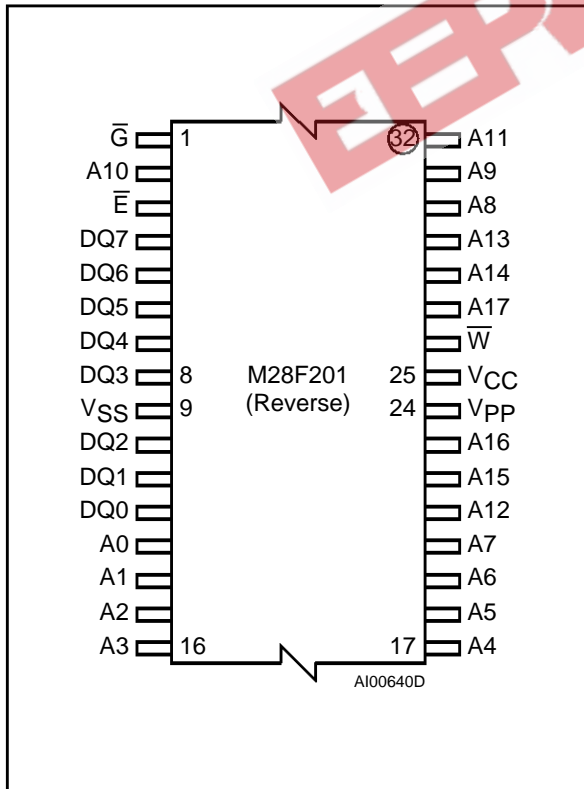 EEP
G̅ 1 32 A11
A10 A9
E̅ A8
DQ7 A13
DQ6 A14
DQ5 A17
DQ4 W̅
DQ3 8 M28F201 25 VCC
VSS 9 (Reverse) 24 VPP
DQ2 A16
DQ1 A15
DQ0 A12
A0 A7
A1 A6
A2 A5
A3 16 17 A4
AI00640D